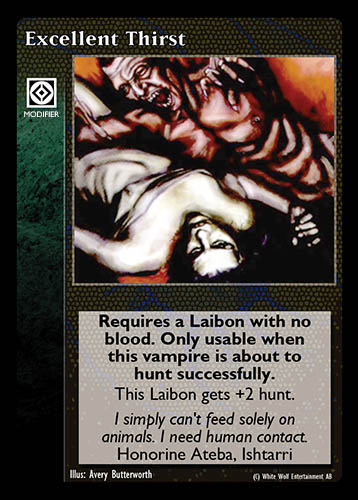 Excellent Thirst
MODIFIER
Requires a Laibon with no
blood. Only usable when
this vampire is about to
hunt successfully.
This Laibon gets +2 hunt.
I simply can't feed solely on
animals. I need human contact.
Honorine Ateba, Ishtarri
Illus: Avery Butterworth
(C) White Wolf Entertainment AB